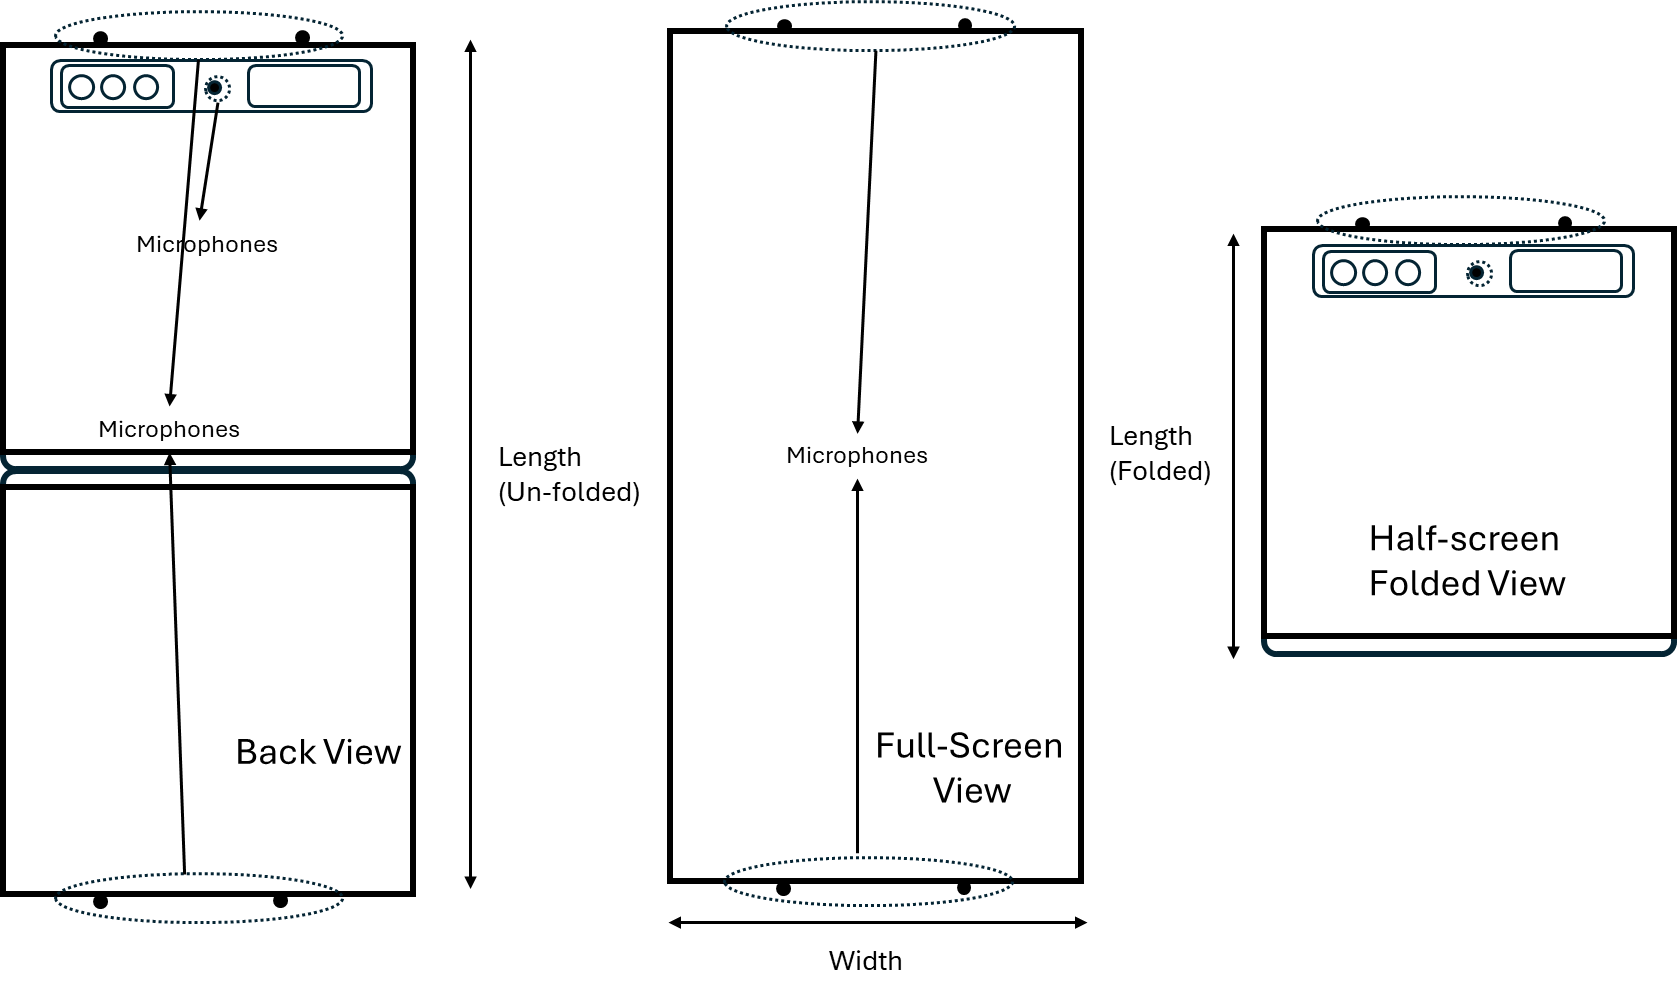 Microphones
Microphones
Back View
Length
(Un-folded)
Microphones
Full-Screen
View
Width
Length
(Folded)
Half-screen
Folded View